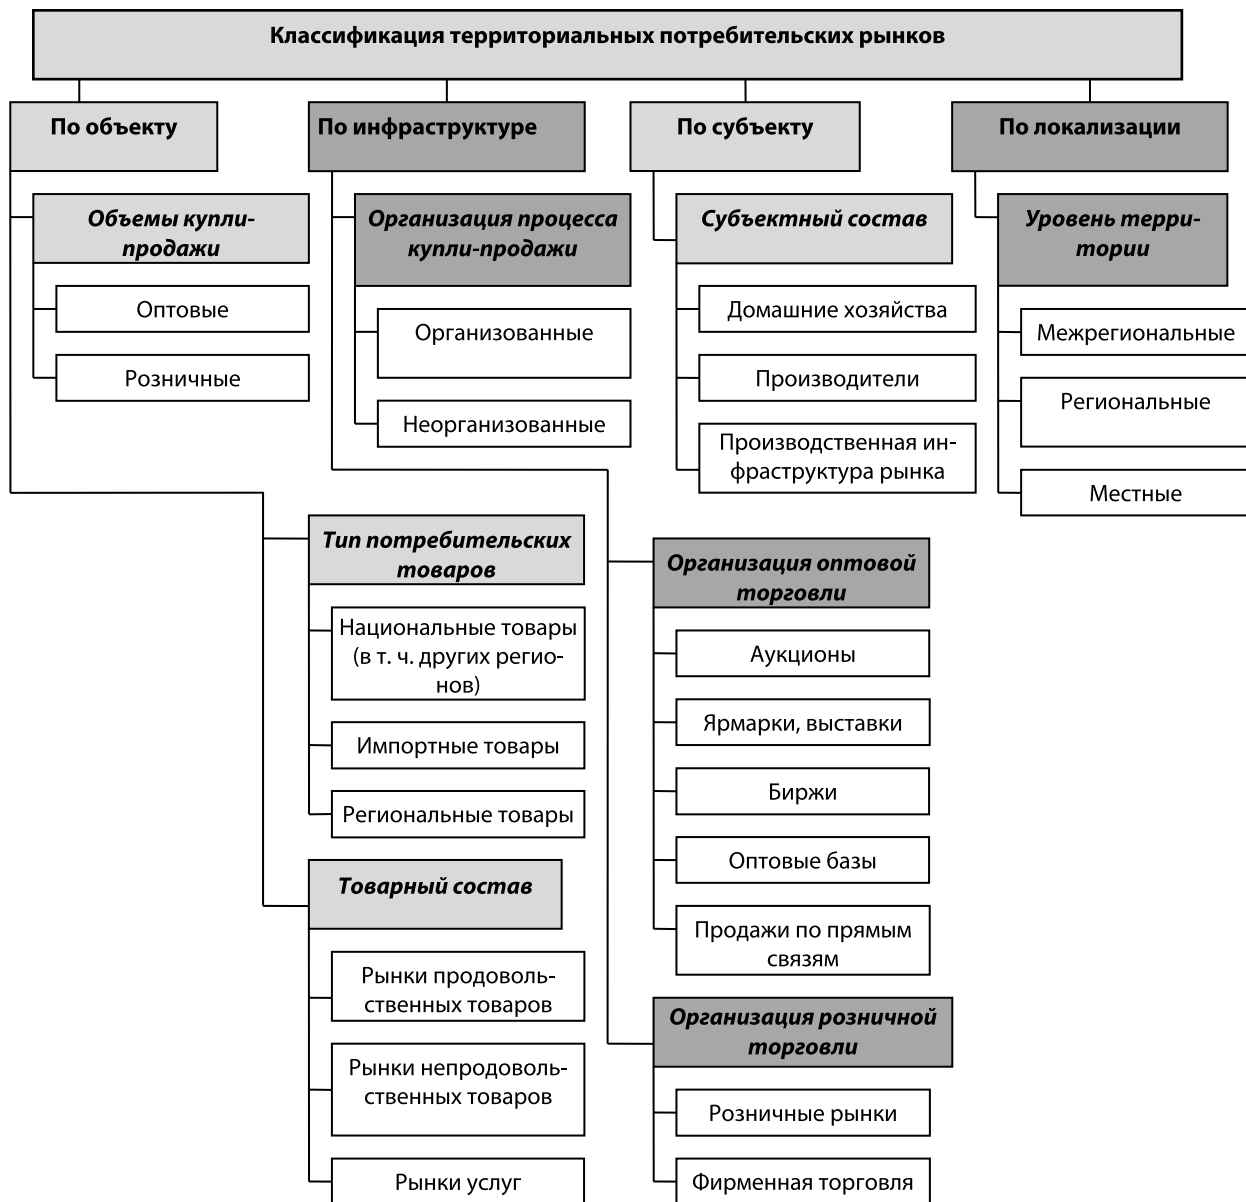 Классификация территориальных потребительских рынков
По объекту
По инфраструктуре
По субъекту
По локализации
Объемы купли-
продажи
Оптовые
Розничные
Организация процесса
купли-продажи
Организованные
Неорганизованные
Субъектный состав
Домашние хозяйства
Производители
Производственная ин-
фраструктура рынка
Уровень терри-
тории
Межрегиональные
Региональные
Местные
Тип потребительских
товаров
Национальные товары
(в т. ч. других регио-
нов)
Импортные товары
Региональные товары
Товарный состав
Рынки продоволь-
ственных товаров
Рынки непродоволь-
ственных товаров
Рынки услуг
Организация оптовой
торговли
Аукционы
Ярмарки, выставки
Биржи
Оптовые базы
Продажи по прямым
связям
Организация розничной
торговли
Розничные рынки
Фирменная торговля